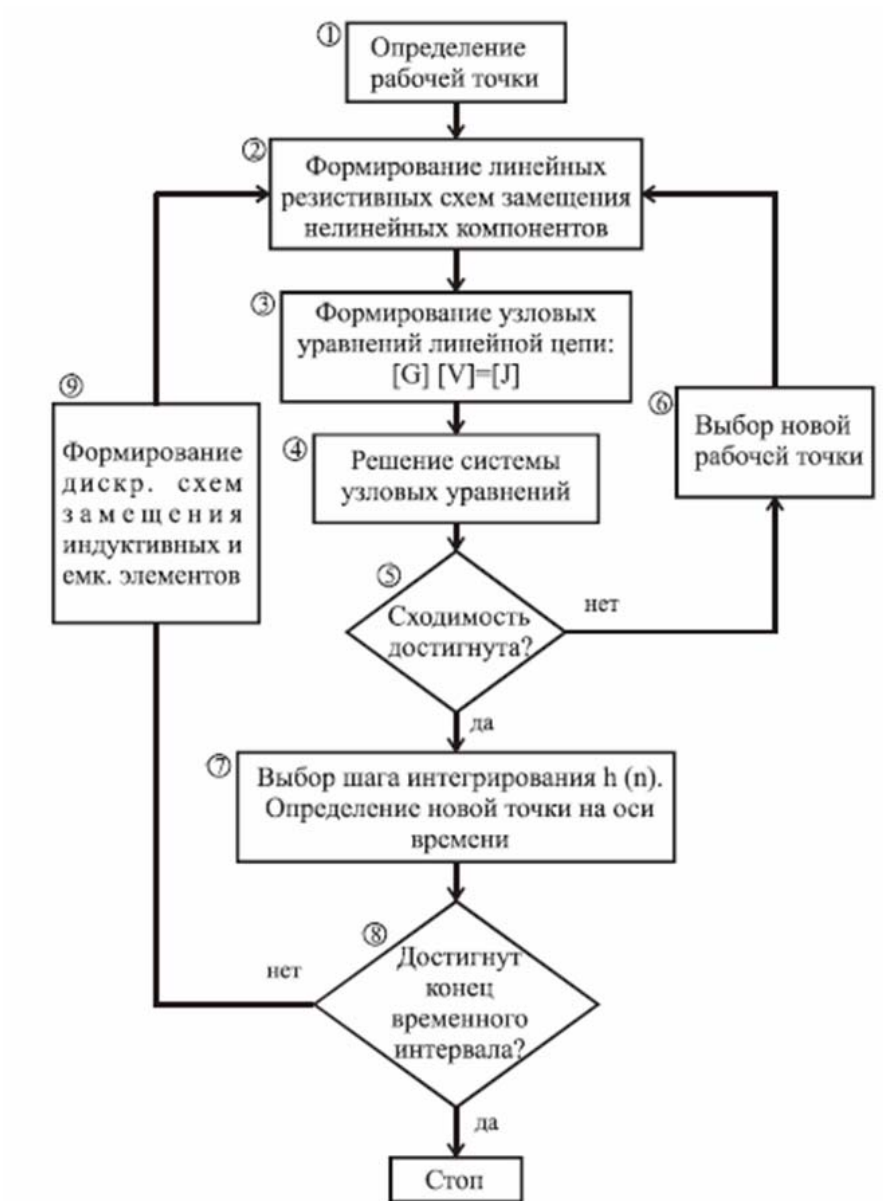 ①
Определение
рабочей точки
②
Формирование линейных
резистивных схем замещения
нелинейных компонентов
③
Формирование узловых
уравнений линейной цепи:
[G] [V]=[J]
④
Решение системы
узловых уравнений
⑤
Сходимость
достигнута?
нет
да
⑥
Выбор новой
рабочей точки
⑦
Выбор шага интегрирования h (n).
Определение новой точки на оси
времени
⑧
Достигнут
конец
временного
интервала?
нет
да
⑨
Формирование
дискр. схем
замещения
индуктивных и
емк. элементов
Стоп